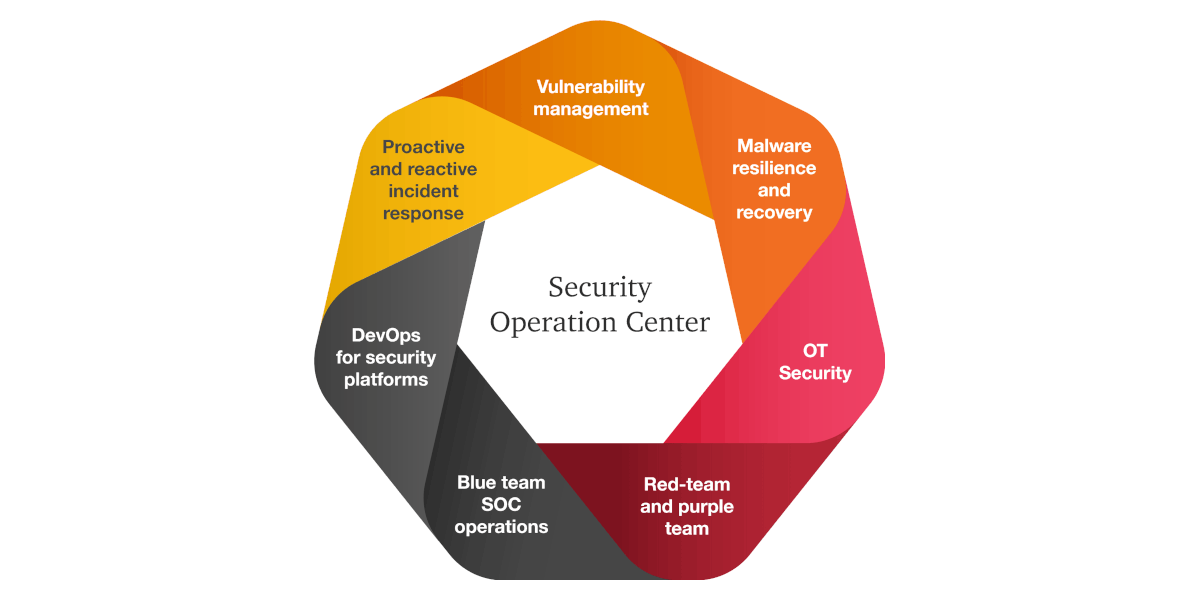 Vulnerability
management
Malware
resilience
and
recovery
OT
Security
Red-team
and purple
team
Blue team
SOC
operations
DevOps
for security
platforms
Proactive
and reactive
incident
response
Security
Operation Center